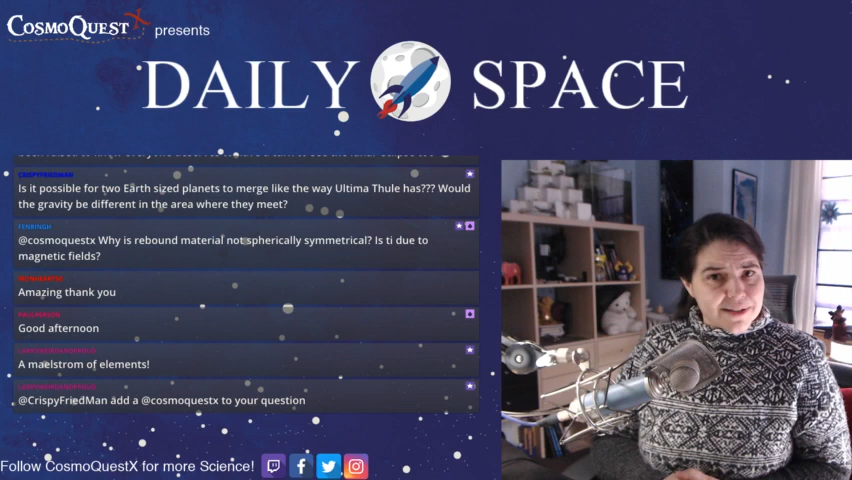 COSMOQUEST X presents
DAILY SPACE
CRISPYFRIEDMAN
Is it possible for two Earth sized planets to merge like the way Ultima Thule has??? Would
the gravity be different in the area where they meet?
FENRINGH
@cosmoquestx Why is rebound material not spherically symmetrical? Is ti due to
magnetic fields?
Amazing thank you
Good afternoon
A maelstrom of elements!
@CrispyFriedMan add a @cosmoquestx to your question
Follow CosmoQuestX for more Science!